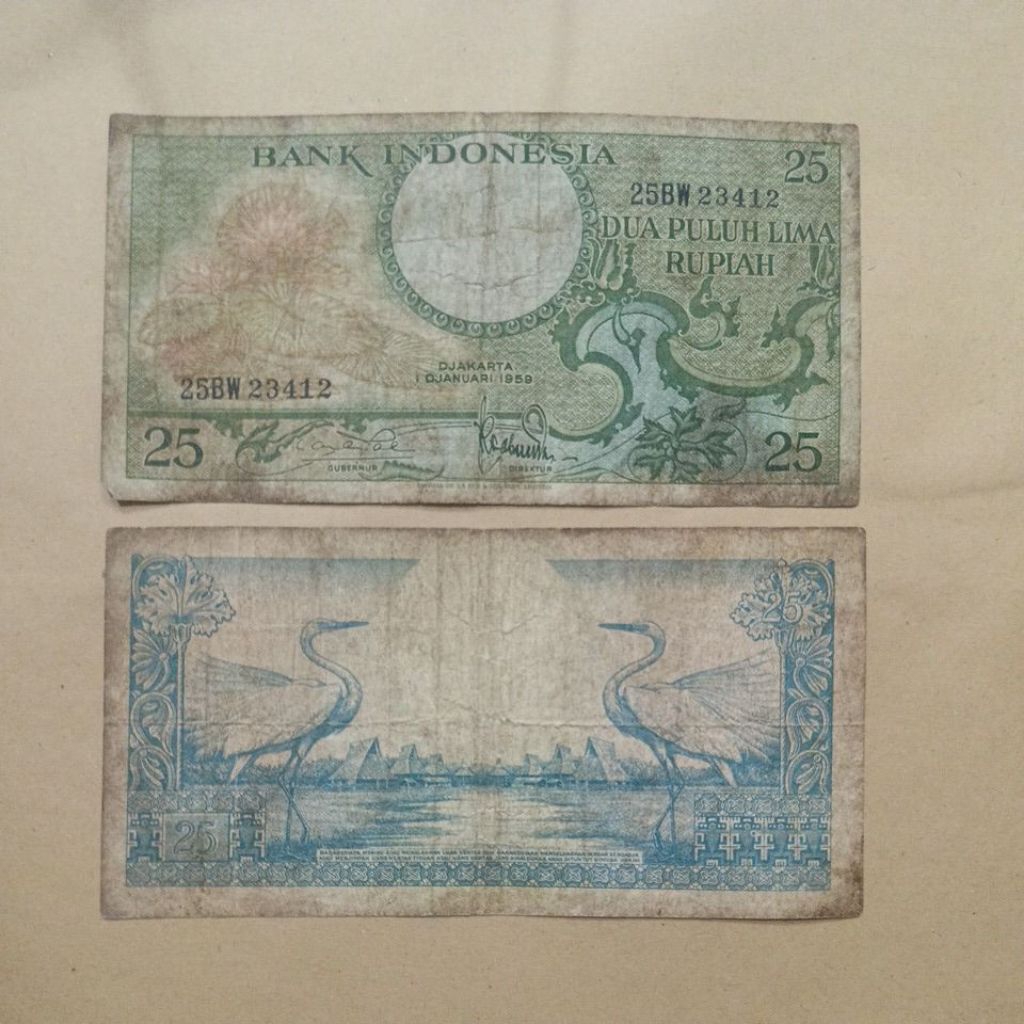 BANK INDONESIA
25
25BW 23412
DUA PULUH LIMA
RUPIAH
DJAKARTA
1 DJANUARI 1959
25BW 23412
25
GUBERNUR
DIREKTUR
25
25
25